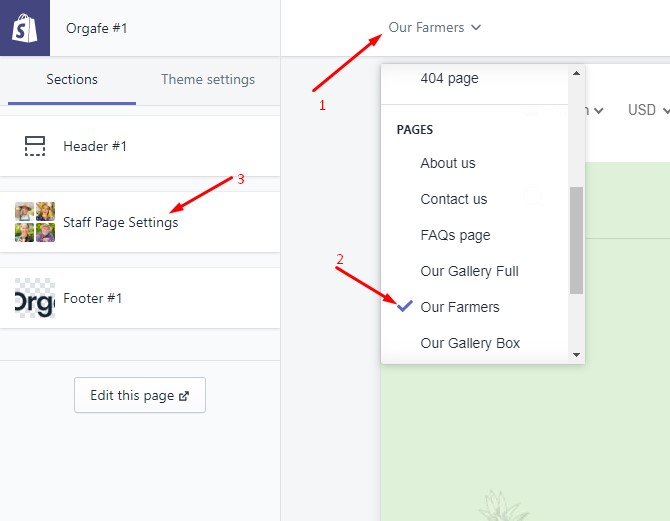 Orgafe #1
Our Farmers
1
Sections
Theme settings
404 page
USD
PAGES
Header #1
About us
3
Contact us
Staff Page Settings
FAQs page
2
Our Gallery Full
Footer #1
Our Farmers
Our Gallery Box
Edit this page